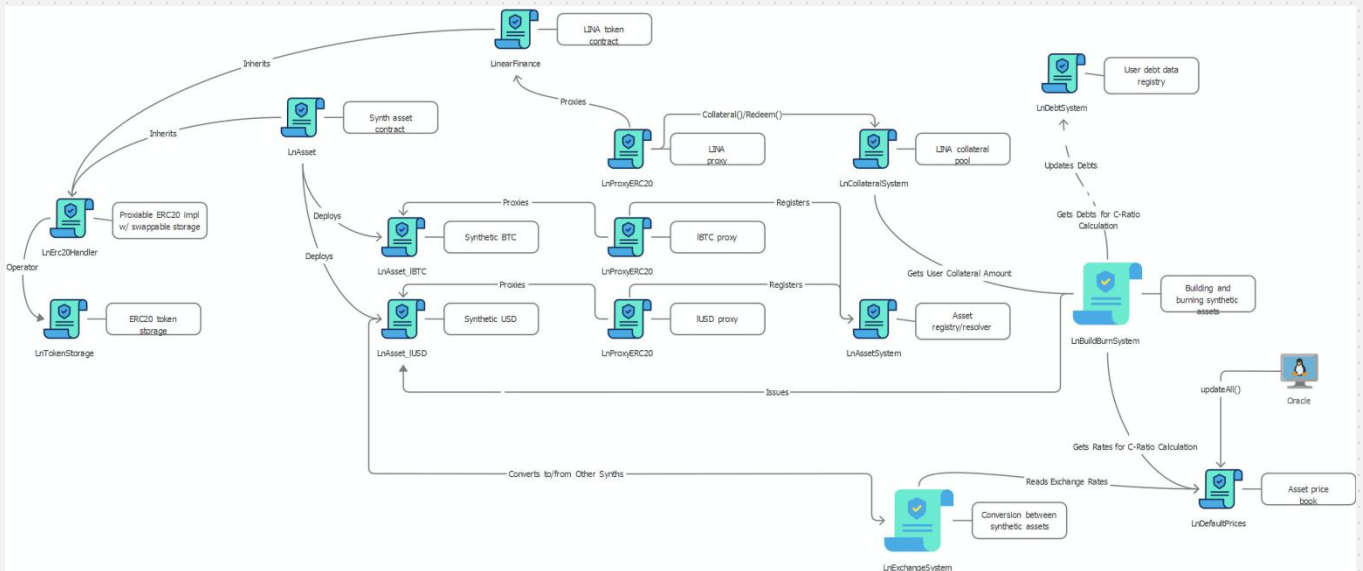 LINA token
contract
LinearFinance
Inherits
User debt data
registry
LnDebtSystem
Proxies
Synth asset
contract
LnAsset
Inherits
Collateral()/Redeem()
LINA
proxy
LnProxyERC20
LINA collateral
pool
LnCollateralSystem
Updates Debts
Gets Debts for C-Ratio
Calculation
Proxiable ERC20 impl
w/ swappable storage
LnErc20Handler
Operator
Deploys
Deploys
Proxies
Registers
Synthetic BTC
LnAsset_lBTC
lBTC proxy
LnProxyERC20
Gets User Collateral Amount
Proxies
Registers
ERC20 token
storage
LnTokenStorage
Synthetic USD
LnAsset_lUSD
lUSD proxy
LnProxyERC20
Asset
registry/resolver
LnAssetSystem
Building and
burning synthetic
assets
LnBuildBurnSystem
Issues
updateAll()
Oracle
Gets Rates for C-Ratio Calculation
Converts to/from Other Synths
Reads Exchange Rates
Asset price
book
LnDefaultPrices
Conversion between
synthetic assets
LnExchangeSystem